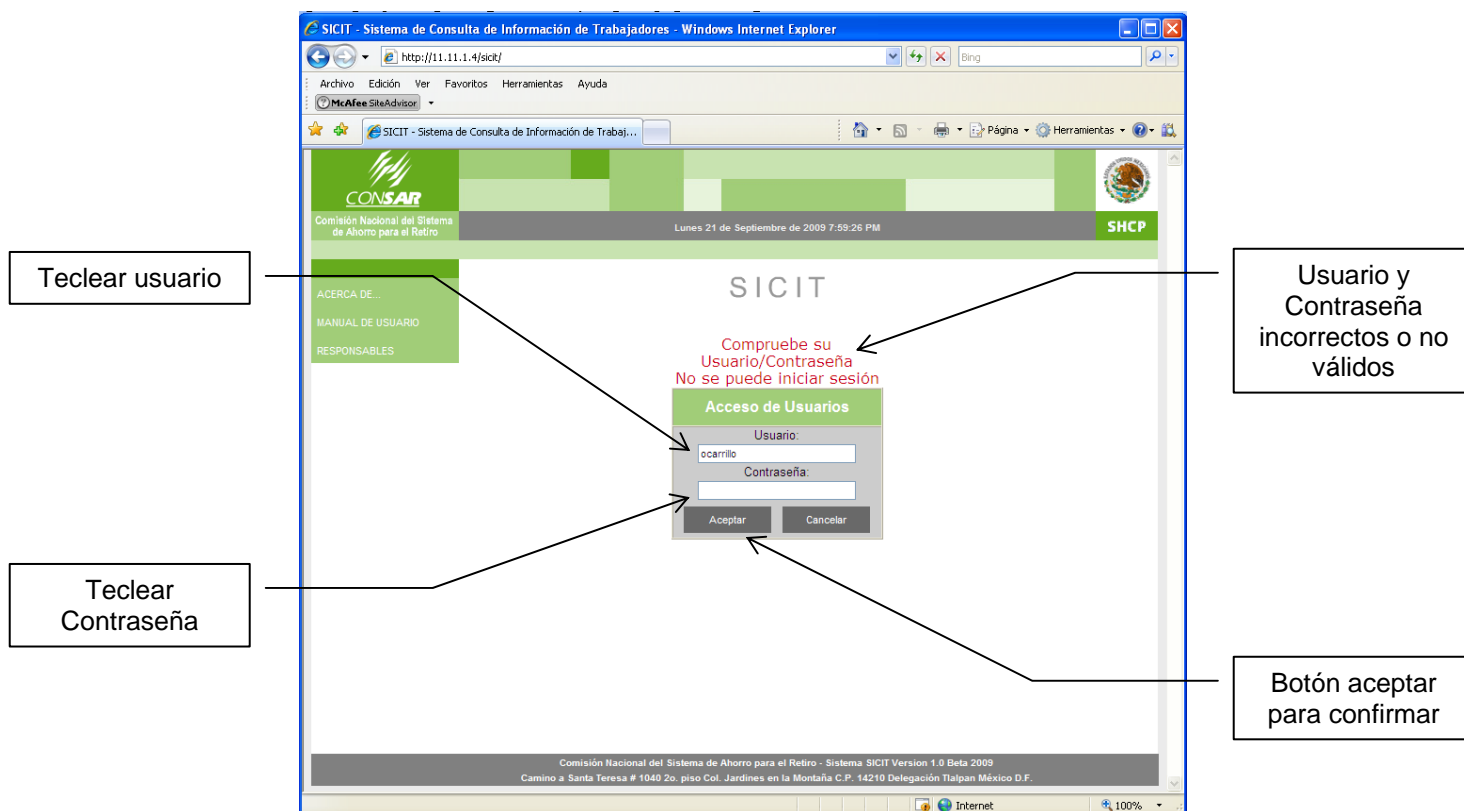 SICIT - Sistema de Consulta de Información de Trabajadores - Windows Internet Explorer
http://11.11.1.4/sicit/
Bing
Archivo Edición Ver Favoritos Herramientas Ayuda
McAfee SiteAdvisor
SICIT - Sistema de Consulta de Información de Trabaj...
Página Herramientas
CONSAR
Comisión Nacional del Sistema
de Ahorro para el Retiro
Lunes 21 de Septiembre de 2009 7:59:26 PM
SHCP
Teclear usuario
ACERCA DE...
MANUAL DE USUARIO
RESPONSABLES
SICIT
Usuario y
Contraseña
incorrectos o no
válidos
Compruebe su
Usuario/Contraseña
No se puede iniciar sesión
Acceso de Usuarios
Usuario:
ocarrillo
Contraseña:
Aceptar Cancelar
Teclear
Contraseña
Botón aceptar
para confirmar
Comisión Nacional del Sistema de Ahorro para el Retiro - Sistema SICIT Version 1.0 Beta 2009
Camino a Santa Teresa # 1040 2o. piso Col. Jardines en la Montaña C.P. 14210 Delegación Tlalpan México D.F.
Internet
100%